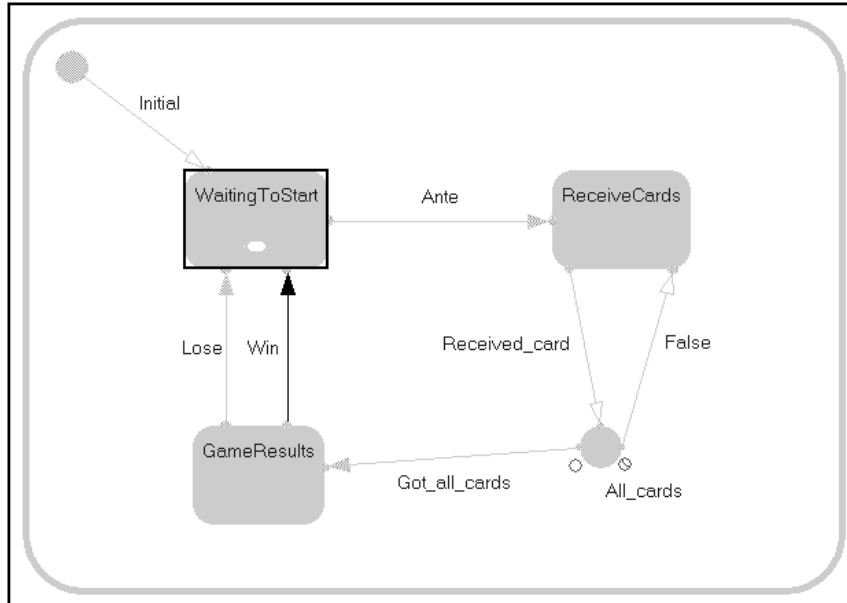 Initial
WaitingToStart
Ante
ReceiveCards
Lose
Win
Received_card
False
GameResults
Got_all_cards
All_cards